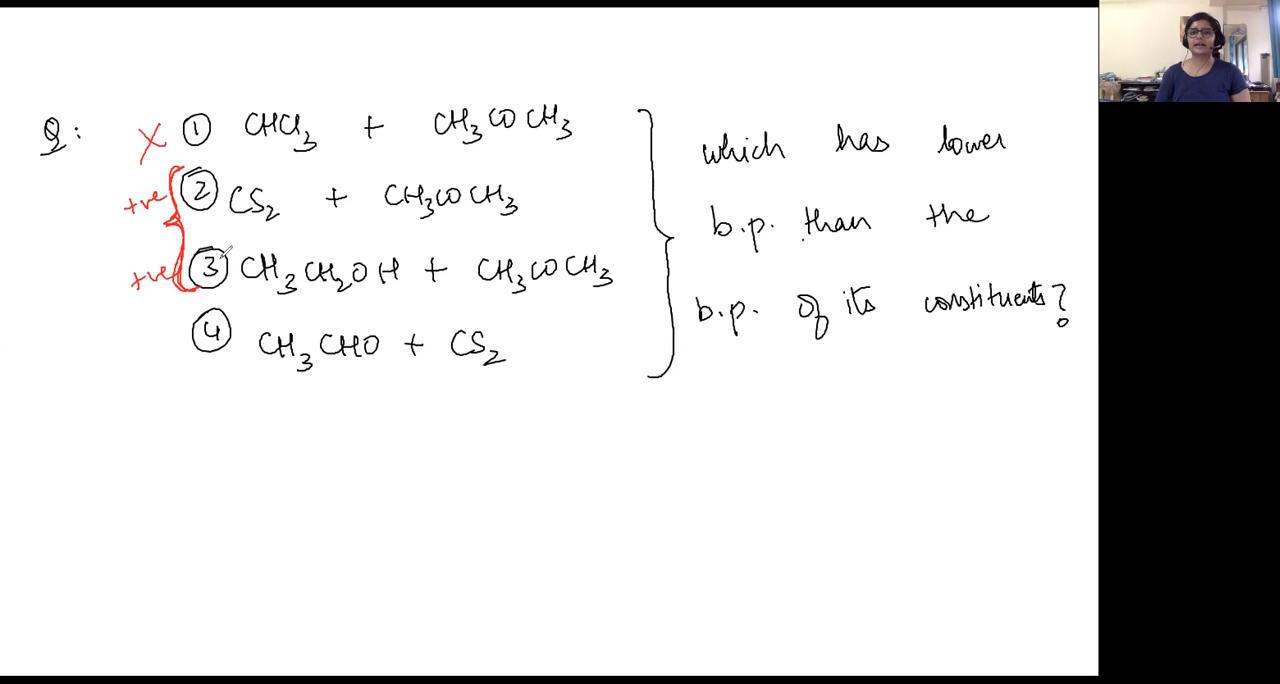 Q: X ① CHCl₃ + CH₃COCH₃
+ve ② CS₂ + CH₃COCH₃
+ve ③ CH₃CH₂OH + CH₃COCH₃
④ CH₃CHO + CS₂
which has lower
b.p. than the
b.p. of its constituents?